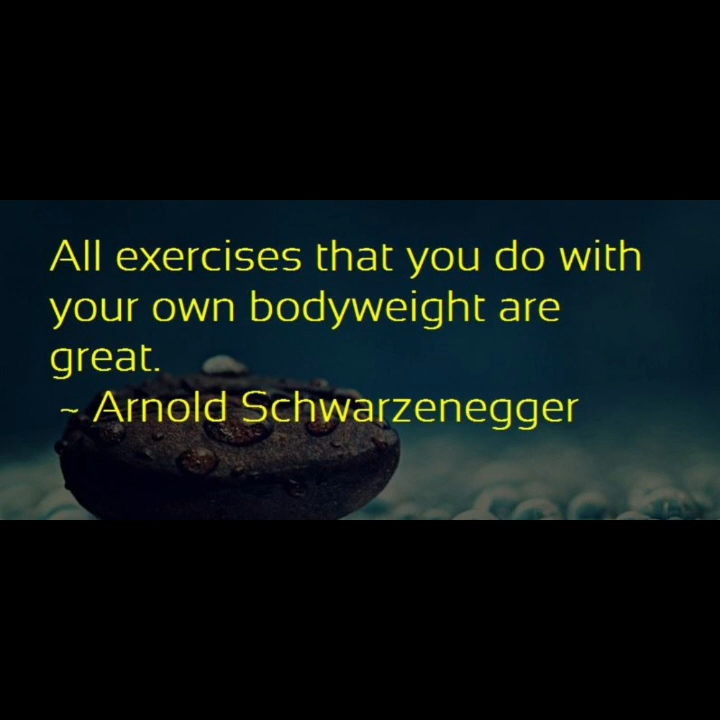 All exercises that you do with
your own bodyweight are
great.
~ Arnold Schwarzenegger